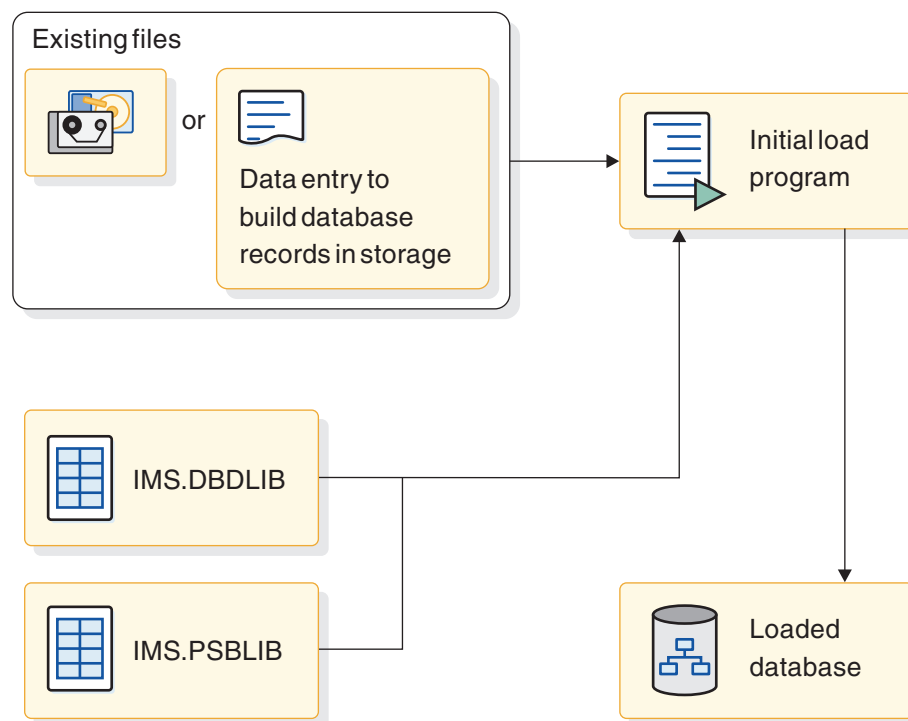 Existing files
or
Data entry to
build database
records in storage
Initial load
program
IMS.DBDLIB
IMS.PSBLIB
Loaded
database